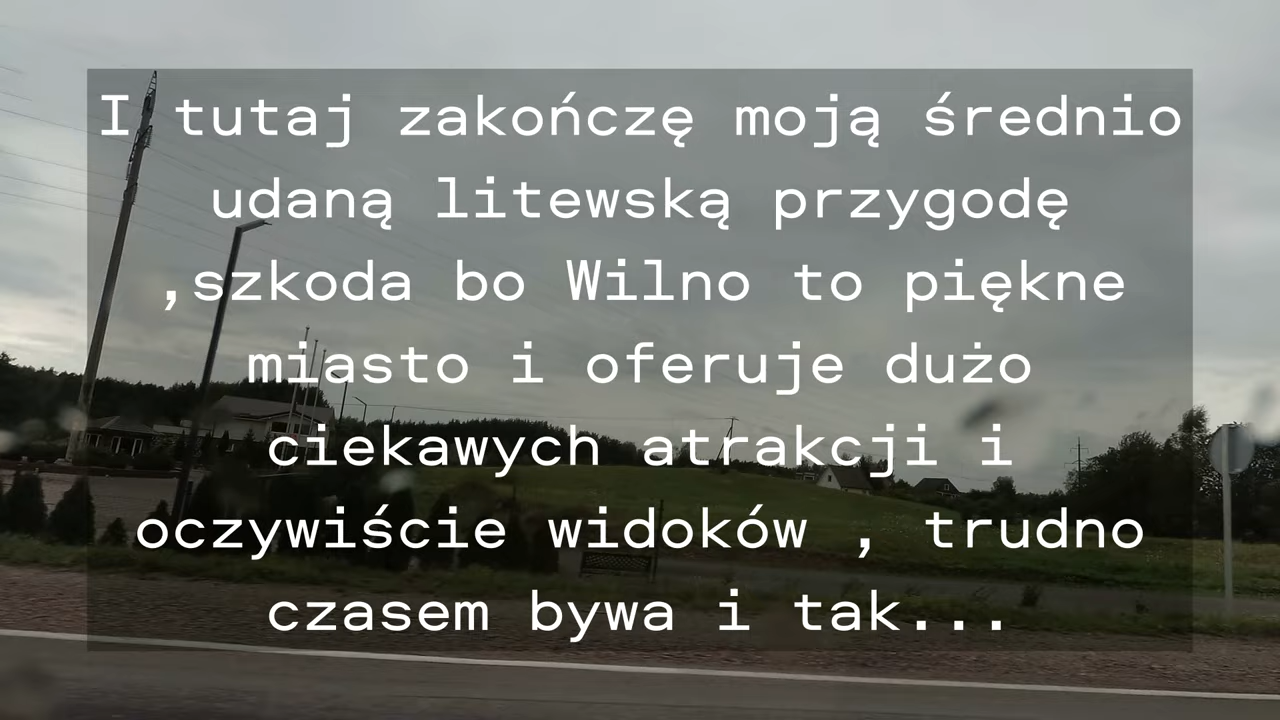 I tutaj zakończę moją średnio
udaną litewską przygodę
,szkoda bo Wilno to piękne
miasto i oferuje dużo
ciekawych atrakcji i
oczywiście widoków , trudno
czasem bywa i tak...